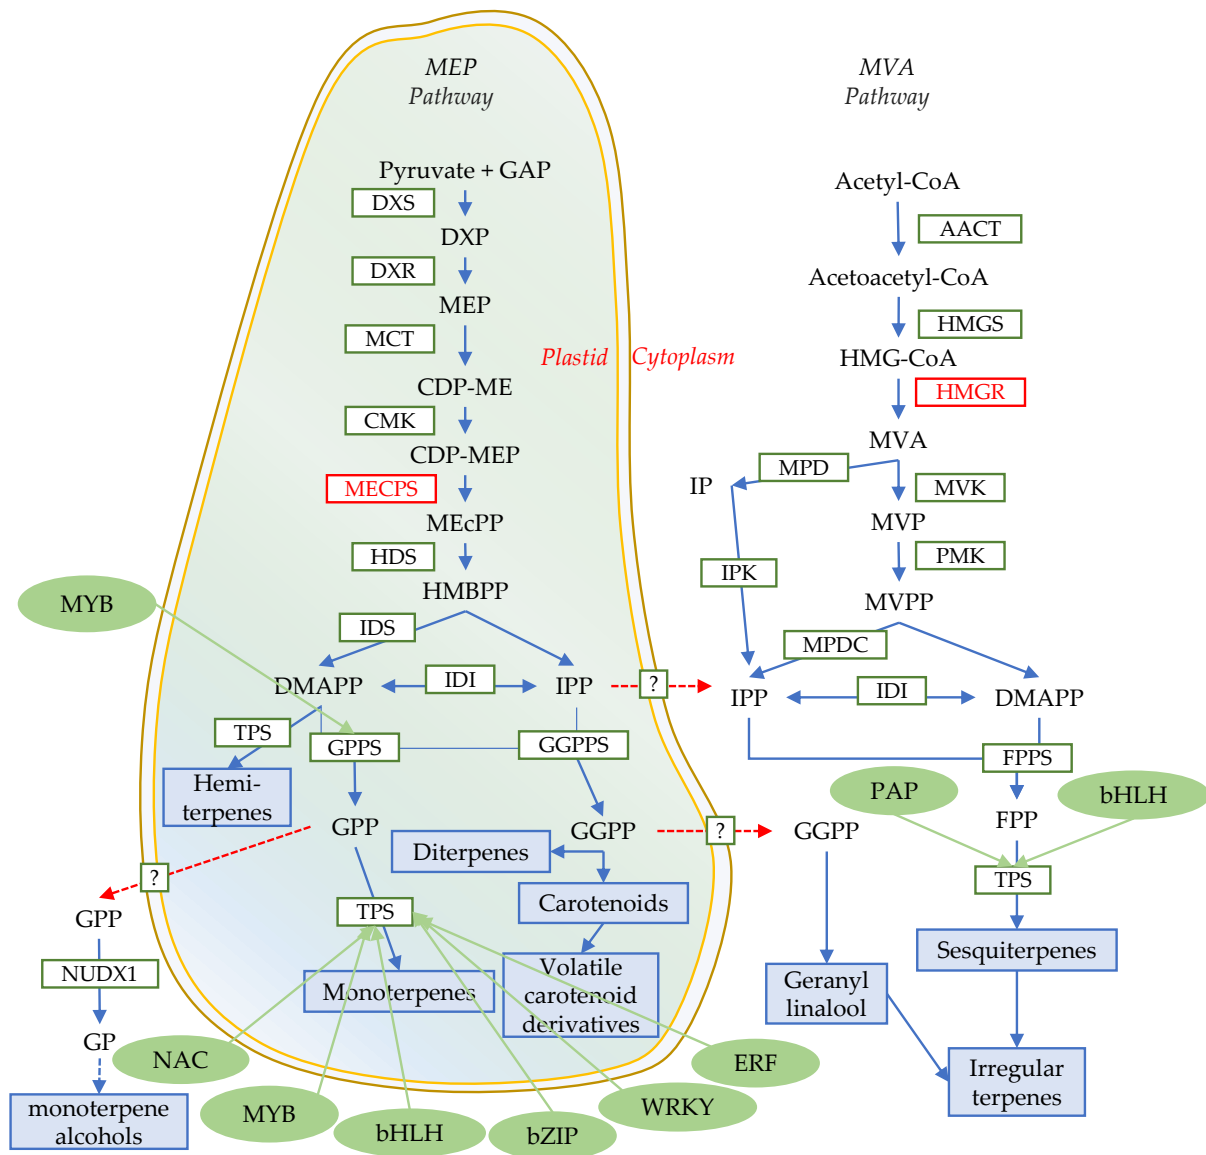 MEP
Pathway
MVA
Pathway
Pyruvate + GAP
Acetyl-CoA
DXS
AACT
DXP
DXR
Acetoacetyl-CoA
MEP
HMGS
MCT
Plastid
Cytoplasm
HMG-CoA
CDP-ME
HMGR
CMK
MVA
CDP-MEP
MPD
MECPS
IP
MVK
MEcPP
MVP
HDS
PMK
IPK
HMBPP
MYB
MVPP
IDS
MPDC
DMAPP
IDI
IPP
?
IPP
IDI
DMAPP
TPS
GPPS
GGPPS
FPPS
Hemi-
terpenes
PAP
bHLH
GPP
GGPP
?
GGPP
FPP
Diterpenes
?
TPS
Carotenoids
TPS
GPP
Sesquiterpenes
NUDX1
Monoterpenes
Volatile
carotenoid
derivatives
Geranyl
linalool
GP
NAC
ERF
Irregular
terpenes
monoterpene
alcohols
MYB
bHLH
bZIP
WRKY